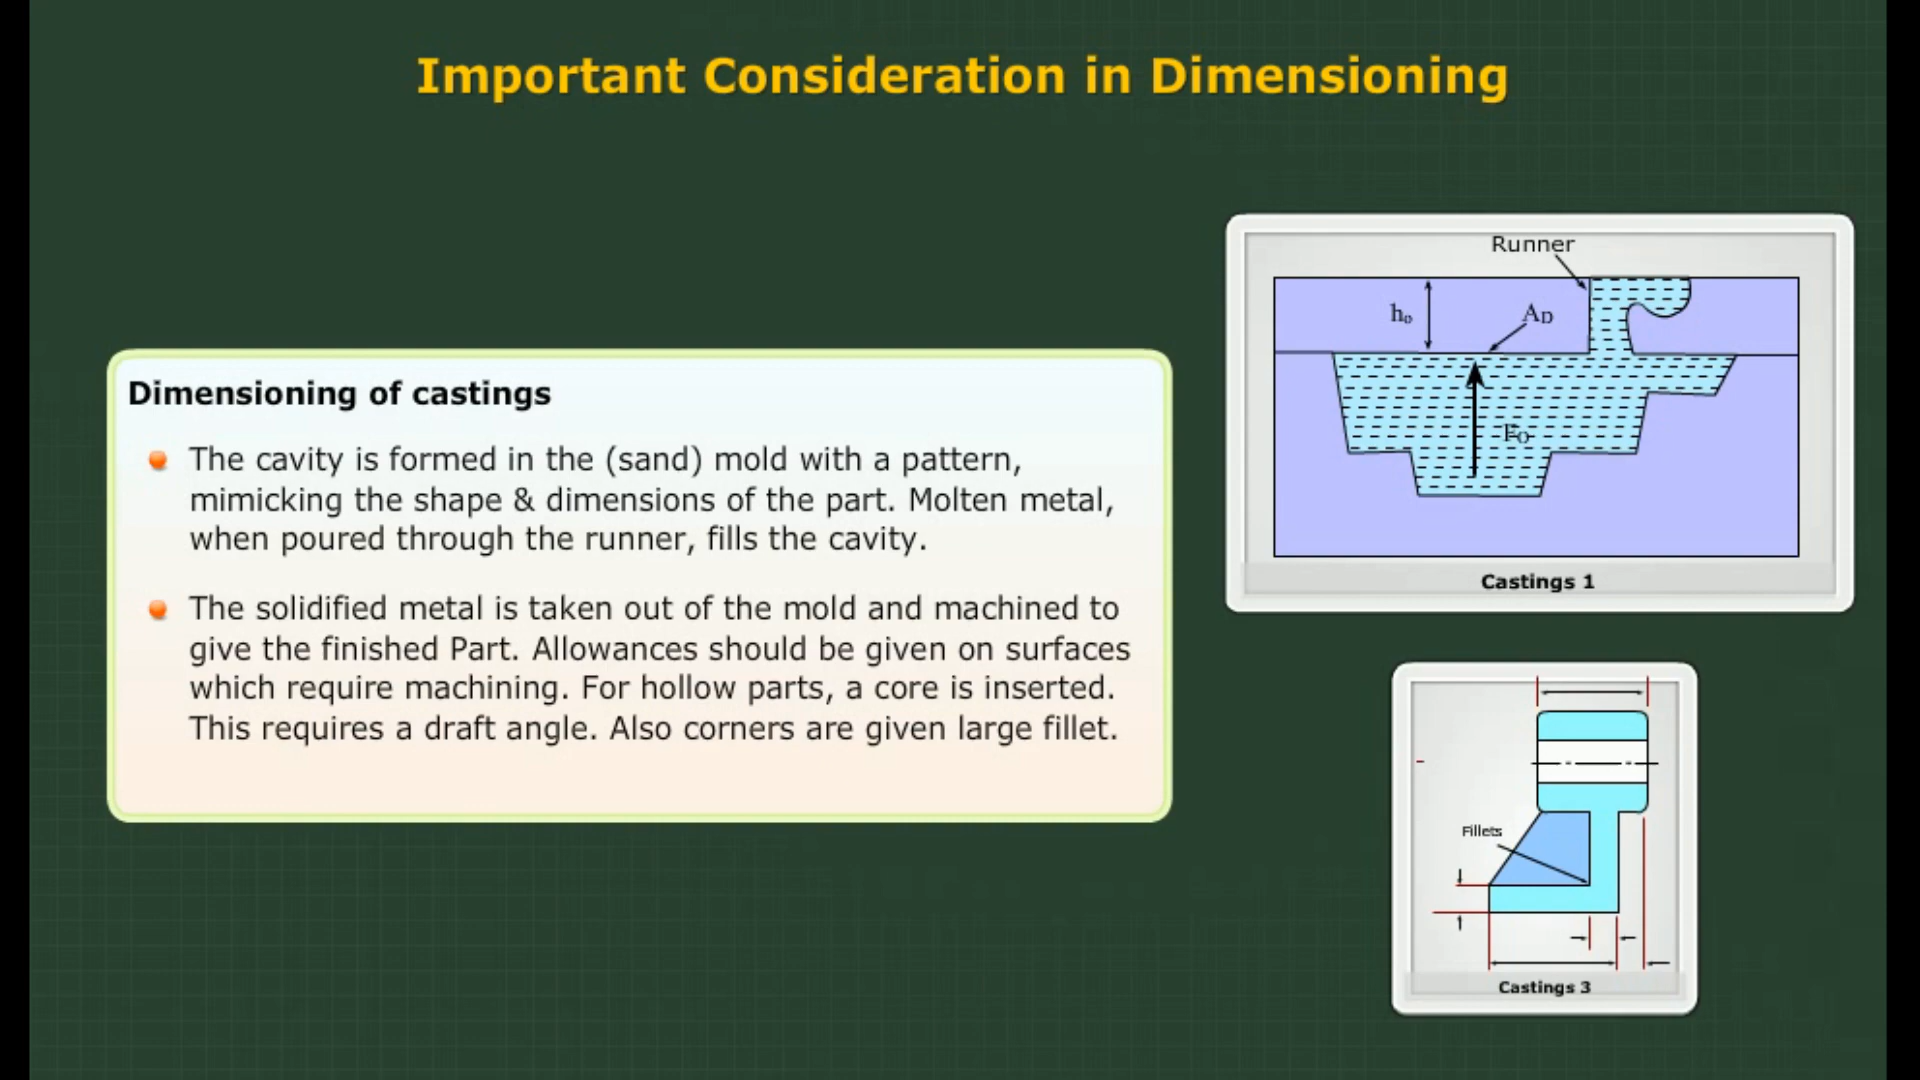 Important Consideration in Dimensioning
Dimensioning of castings
The cavity is formed in the (sand) mold with a pattern,
mimicking the shape & dimensions of the part. Molten metal,
when poured through the runner, fills the cavity.
The solidified metal is taken out of the mold and machined to
give the finished Part. Allowances should be given on surfaces
which require machining. For hollow parts, a core is inserted.
This requires a draft angle. Also corners are given large fillet.
Runner
h₀
A_D
F_O
Castings 1
Fillets
Castings 3